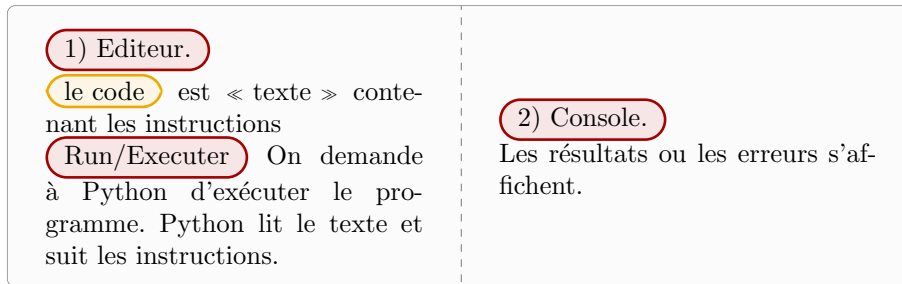 1) Editeur.
le code est « texte » conte-
nant les instructions
Run/Executer On demande
à Python d'exécuter le pro-
gramme. Python lit le texte et
suit les instructions.
2) Console.
Les résultats ou les erreurs s'af-
fichent.